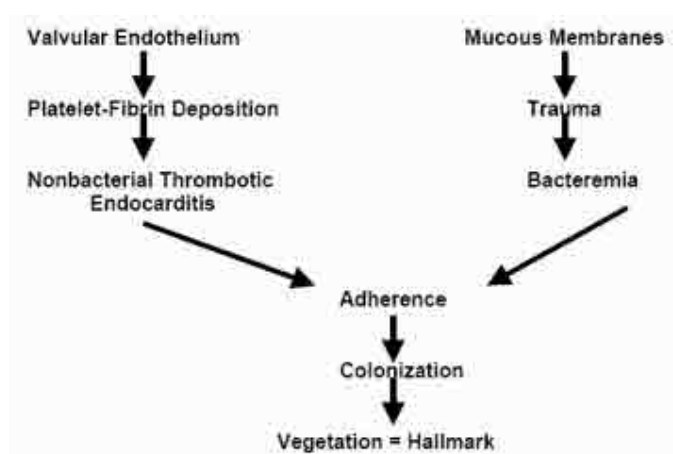 Valvular Endothelium
Mucous Membranes
Platelet-Fibrin Deposition
Trauma
Nonbacterial Thrombotic
Endocarditis
Bacteremia
Adherence
Colonization
Vegetation = Hallmark